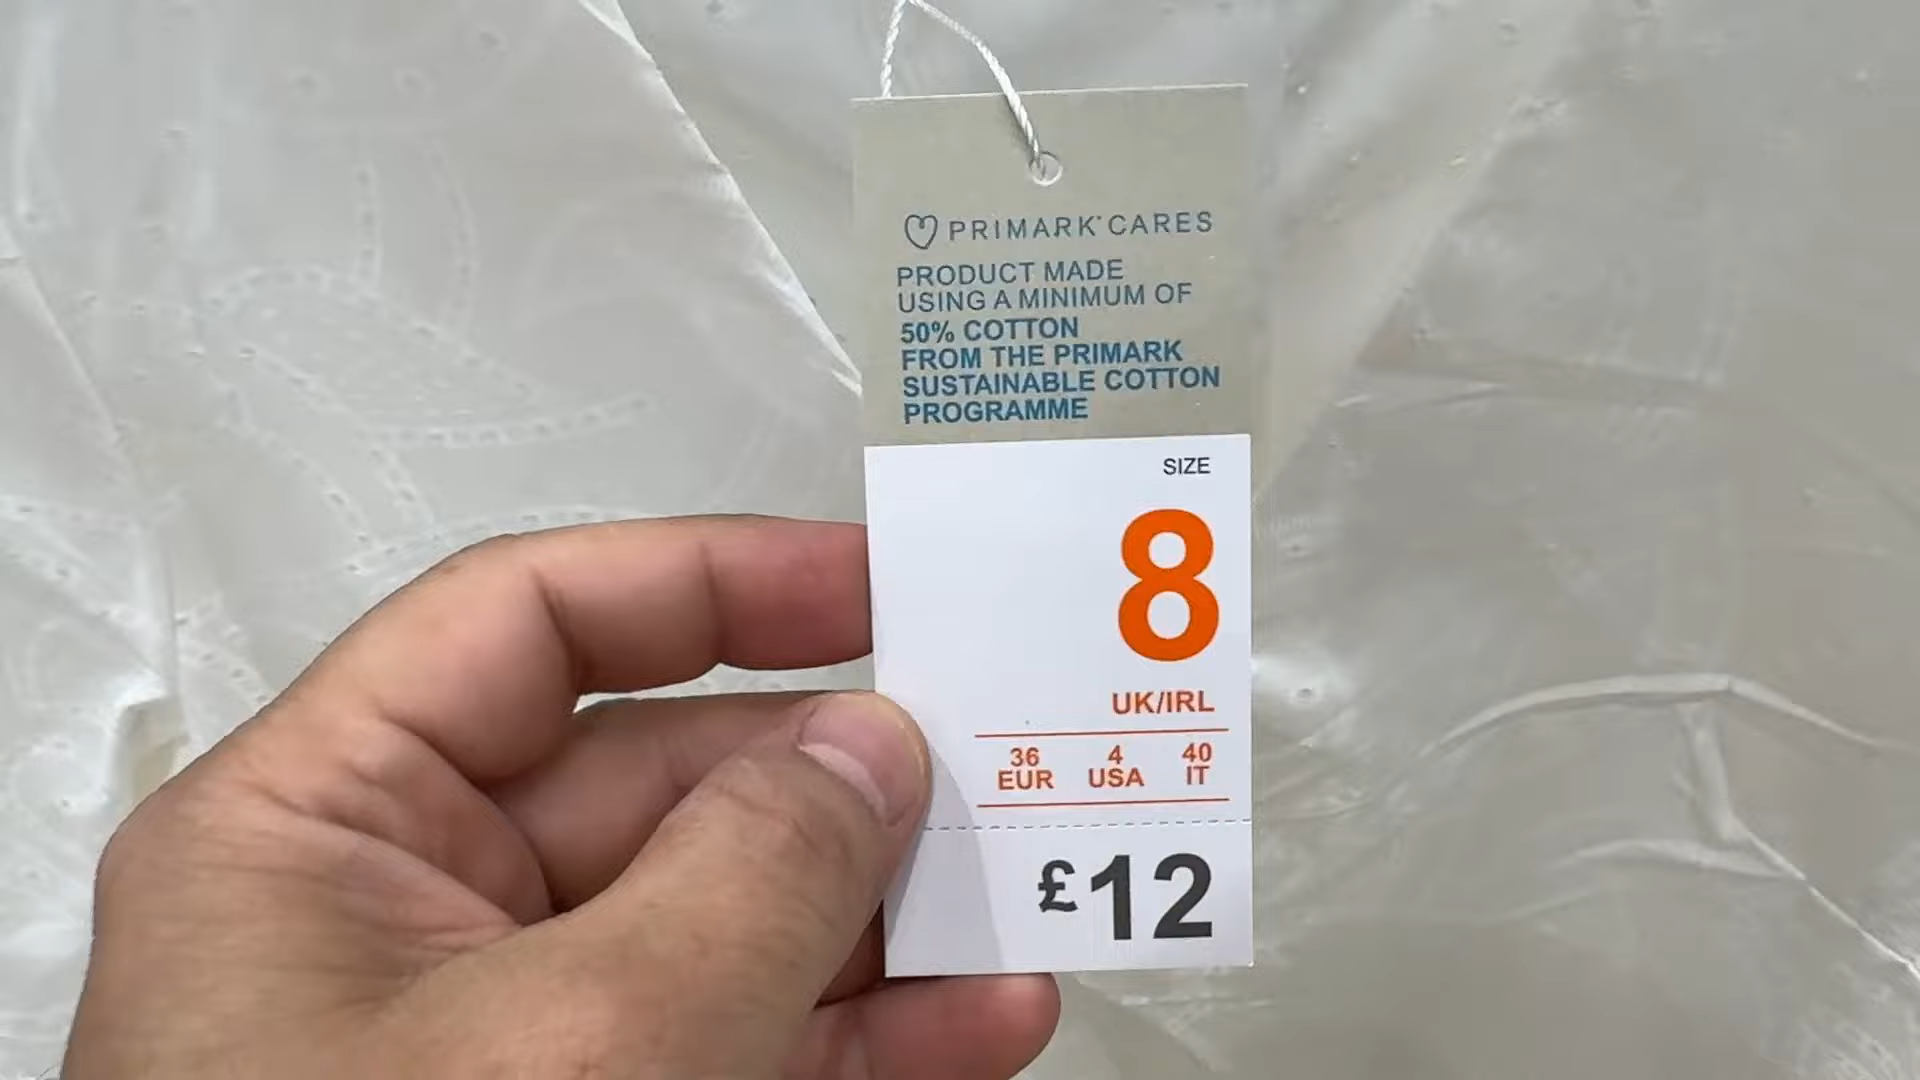 PRIMARK® CARES
PRODUCT MADE
USING A MINIMUM OF
50% COTTON
FROM THE PRIMARK
SUSTAINABLE COTTON
PROGRAMME
SIZE
8
UK/IRL
36 4 40
EUR USA IT
£12